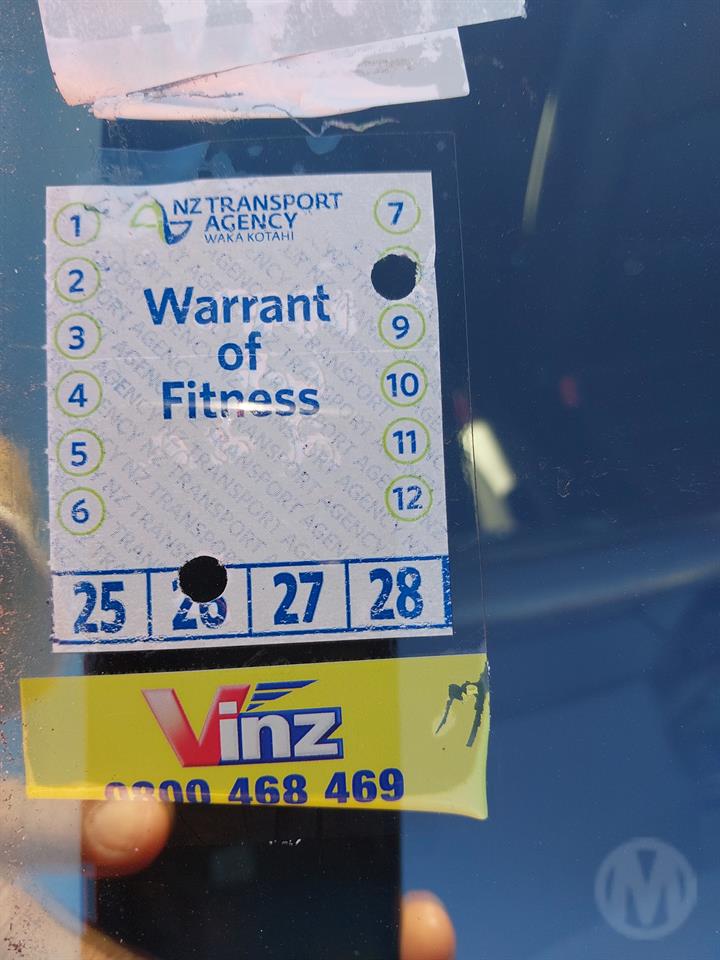 NZ TRANSPORT
AGENCY
WAKA KOTAHI
1
7
2
3
9
4
10
5
11
6
12
Warrant
of
Fitness
25
26
27
28
Vinz
0800 468 469
M